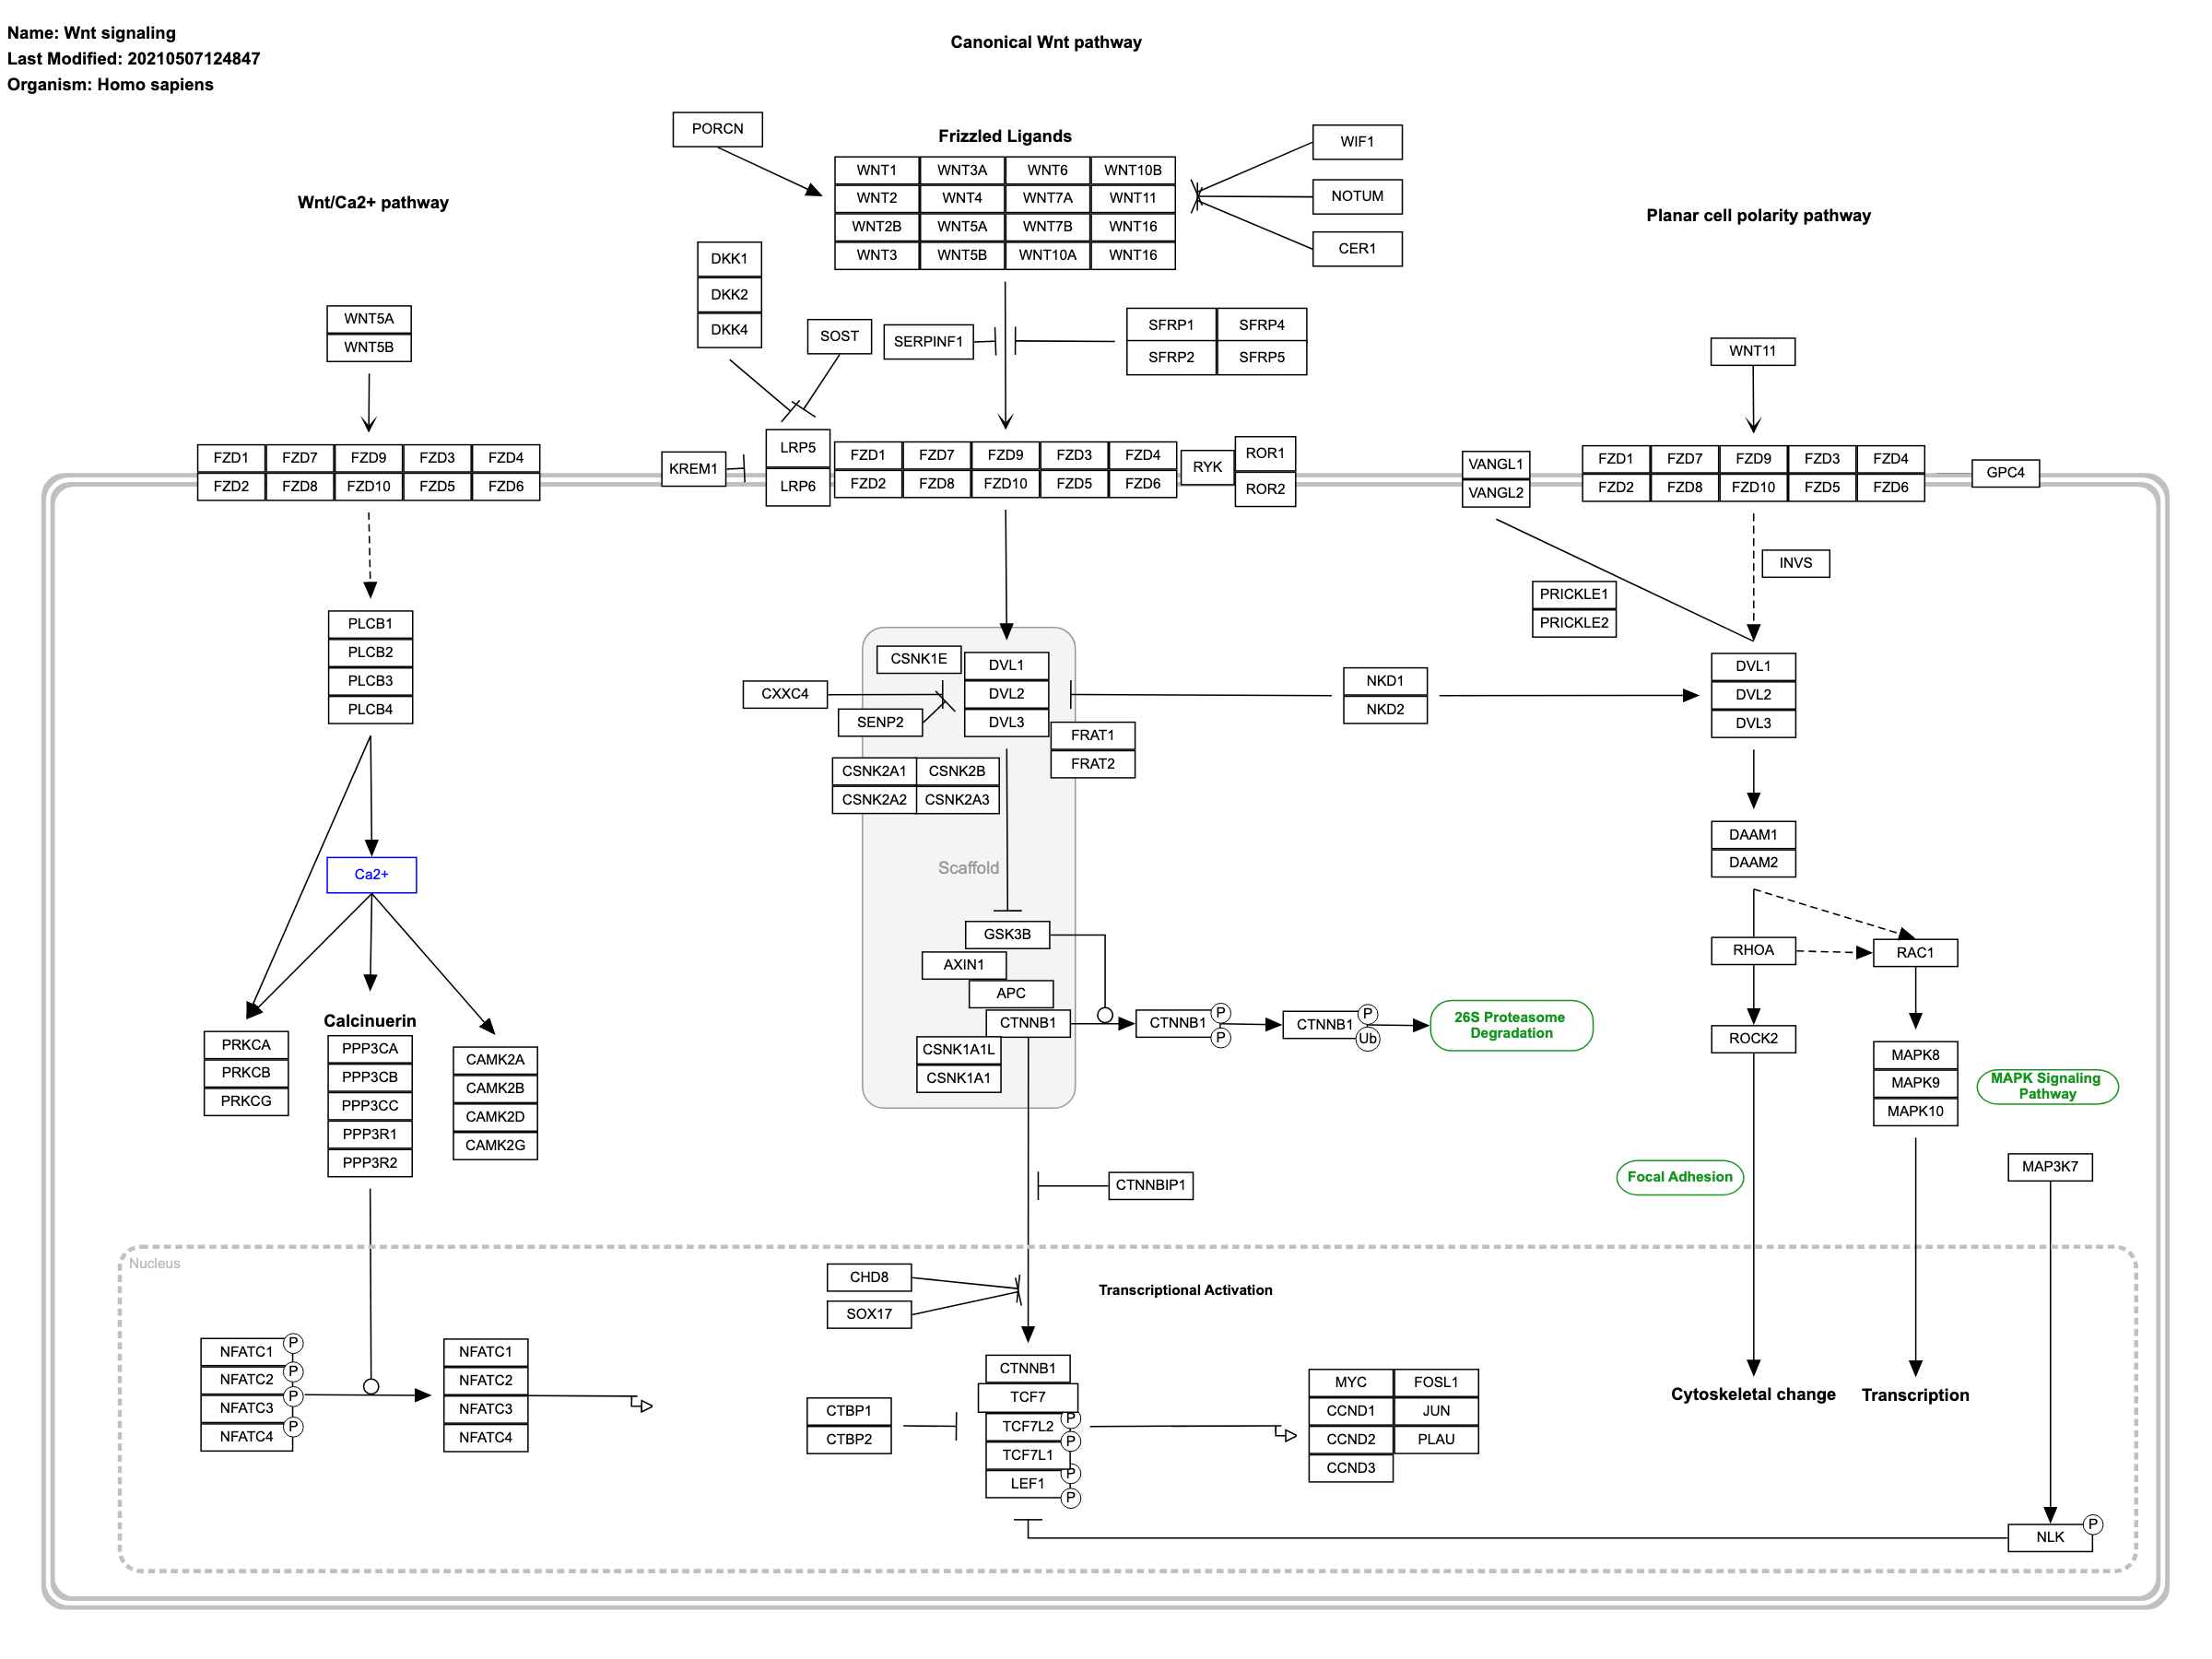 Name: Wnt signaling
Last Modified: 20210507124847
Organism: Homo sapiens
Canonical Wnt pathway
PORCN
Frizzled Ligands
WNT1 WNT3A WNT6 WNT10B
WNT2 WNT4 WNT7A WNT11
WNT2B WNT5A WNT7B WNT16
WNT3 WNT5B WNT10A WNT16
WIF1
NOTUM
CER1
Wnt/Ca2+ pathway
Planar cell polarity pathway
DKK1
DKK2
DKK4
SOST
SERPINF1
SFRP1 SFRP4
SFRP2 SFRP5
WNT5A
WNT5B
WNT11
FZD1 FZD7 FZD9 FZD3 FZD4
FZD2 FZD8 FZD10 FZD5 FZD6
KREM1
LRP5
LRP6
FZD1 FZD7 FZD9 FZD3 FZD4
FZD2 FZD8 FZD10 FZD5 FZD6
RYK
ROR1
ROR2
VANGL1
VANGL2
FZD1 FZD7 FZD9 FZD3 FZD4
FZD2 FZD8 FZD10 FZD5 FZD6
GPC4
INVS
PRICKLE1
PRICKLE2
PLCB1
PLCB2
PLCB3
PLCB4
CSNK1E
DVL1
DVL2
DVL3
CXXC4
SENP2
NKD1
NKD2
FRAT1
FRAT2
DVL1
DVL2
DVL3
CSNK2A1 CSNK2B
CSNK2A2 CSNK2A3
DAAM1
DAAM2
Ca2+
Scaffold
GSK3B
AXIN1
APC
CTNNB1
CSNK1A1L
CSNK1A1
CTNNB1
P
P
CTNNB1
P
Ub
26S Proteasome
Degradation
RHOA
RAC1
ROCK2
MAPK8
MAPK9
MAPK10
MAPK Signaling
Pathway
Calcinuerin
PRKCA
PRKCB
PRKCG
PPP3CA
PPP3CB
PPP3CC
PPP3R1
PPP3R2
CAMK2A
CAMK2B
CAMK2D
CAMK2G
CTNNBIP1
Focal Adhesion
MAP3K7
Nucleus
CHD8
SOX17
Transcriptional Activation
NFATC1 P
NFATC2 P
NFATC3 P
NFATC4 P
NFATC1
NFATC2
NFATC3
NFATC4
CTBP1
CTBP2
CTNNB1
TCF7
TCF7L2
TCF7L1
LEF1
P
P
P
P
MYC FOSL1
CCND1 JUN
CCND2 PLAU
CCND3
Cytoskeletal change
Transcription
NLK
P